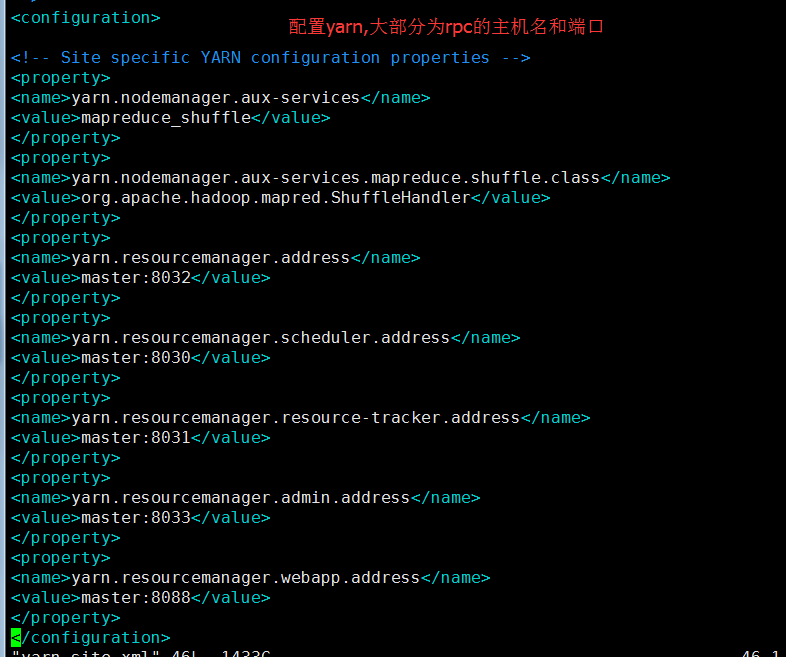 <configuration>
配置yarn,大部分为rpc的主机名和端口
<!-- Site specific YARN configuration properties -->
<property>
<name>yarn.nodemanager.aux-services</name>
<value>mapreduce_shuffle</value>
</property>
<property>
<name>yarn.nodemanager.aux-services.mapreduce.shuffle.class</name>
<value>org.apache.hadoop.mapred.ShuffleHandler</value>
</property>
<property>
<name>yarn.resourcemanager.address</name>
<value>master:8032</value>
</property>
<property>
<name>yarn.resourcemanager.scheduler.address</name>
<value>master:8030</value>
</property>
<property>
<name>yarn.resourcemanager.resource-tracker.address</name>
<value>master:8031</value>
</property>
<property>
<name>yarn.resourcemanager.admin.address</name>
<value>master:8033</value>
</property>
<property>
<name>yarn.resourcemanager.webapp.address</name>
<value>master:8088</value>
</property>
</configuration>
"yarn-site.xml" 46L, 1433C 46,1